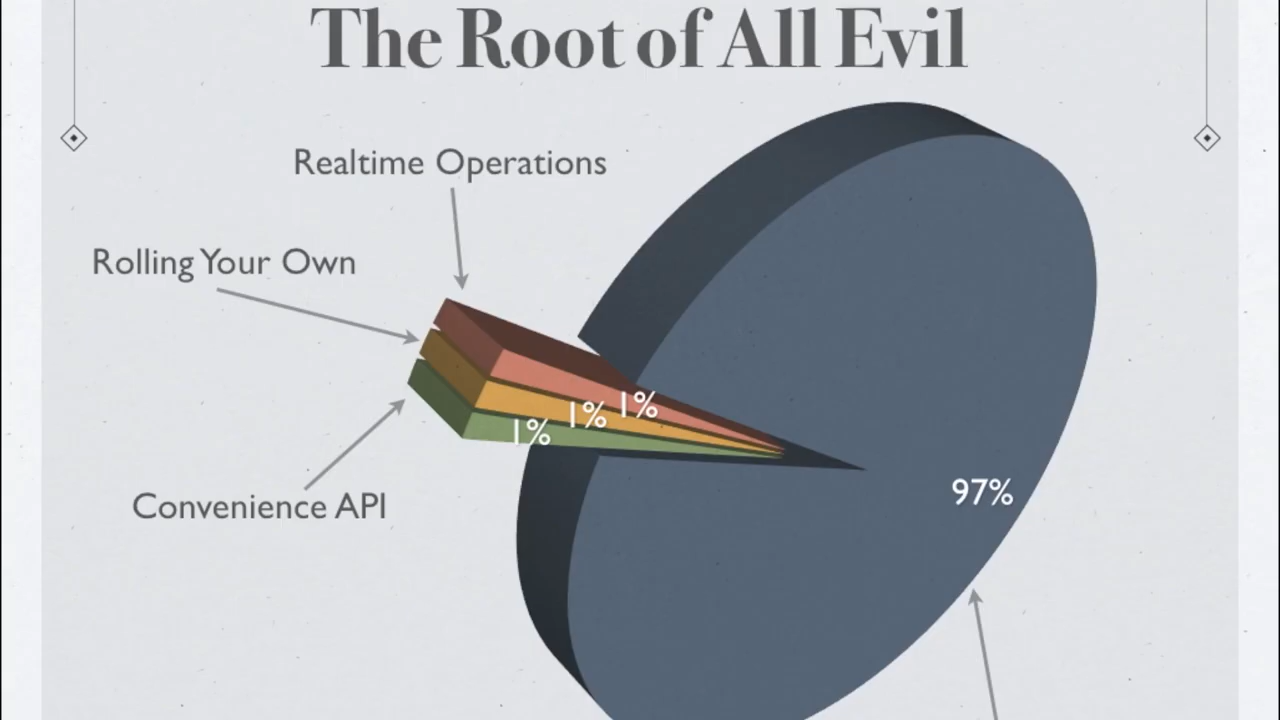 The Root of All Evil
Realtime Operations
Rolling Your Own
1%
1%
1%
97%
Convenience API